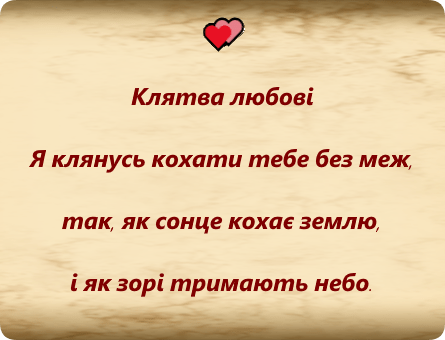 Клятва любові
Я клянусь кохати тебе без меж,
так, як сонце кохає землю,
і як зорі тримають небо.